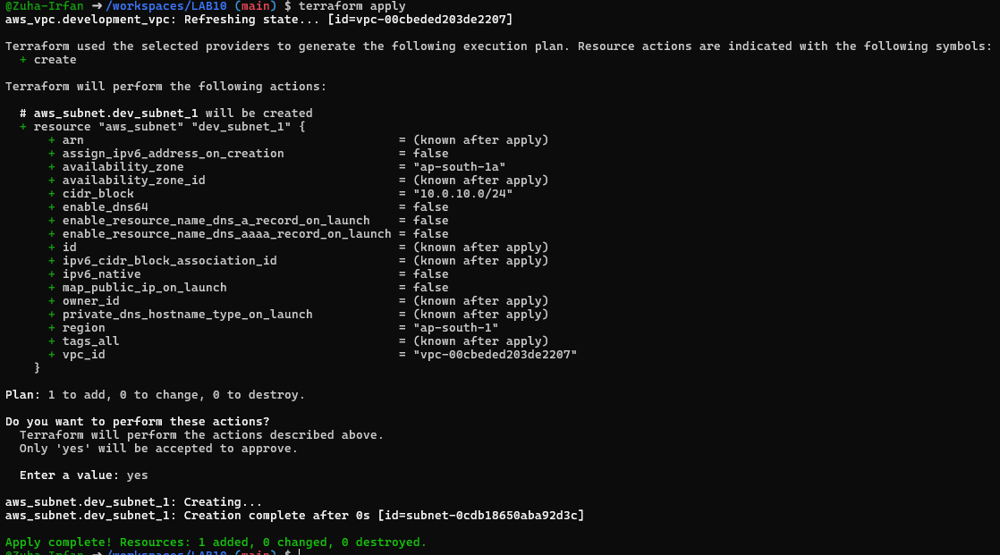 @Zuha-Irfan ➜ /workspaces/LAB10 (main) $ terraform apply
aws_vpc.development_vpc: Refreshing state... [id=vpc-00cbeded203de2207]
Terraform used the selected providers to generate the following execution plan. Resource actions are indicated with the following symbols:
+ create
Terraform will perform the following actions:
# aws_subnet.dev_subnet_1 will be created
+ resource "aws_subnet" "dev_subnet_1" {
+ arn = (known after apply)
+ assign_ipv6_address_on_creation = false
+ availability_zone = "ap-south-1a"
+ availability_zone_id = (known after apply)
+ cidr_block = "10.0.10.0/24"
+ enable_dns64 = false
+ enable_resource_name_dns_a_record_on_launch = false
+ enable_resource_name_dns_aaaa_record_on_launch = false
+ id = (known after apply)
+ ipv6_cidr_block_association_id = (known after apply)
+ ipv6_native = false
+ map_public_ip_on_launch = false
+ owner_id = (known after apply)
+ private_dns_hostname_type_on_launch = (known after apply)
+ region = "ap-south-1"
+ tags_all = (known after apply)
+ vpc_id = "vpc-00cbeded203de2207"
}
Plan: 1 to add, 0 to change, 0 to destroy.
Do you want to perform these actions?
Terraform will perform the actions described above.
Only 'yes' will be accepted to approve.
Enter a value: yes
aws_subnet.dev_subnet_1: Creating...
aws_subnet.dev_subnet_1: Creation complete after 0s [id=subnet-0cdb18650aba92d3c]
Apply complete! Resources: 1 added, 0 changed, 0 destroyed.
@Zuha-Irfan ➜ /workspaces/LAB10 (main) $